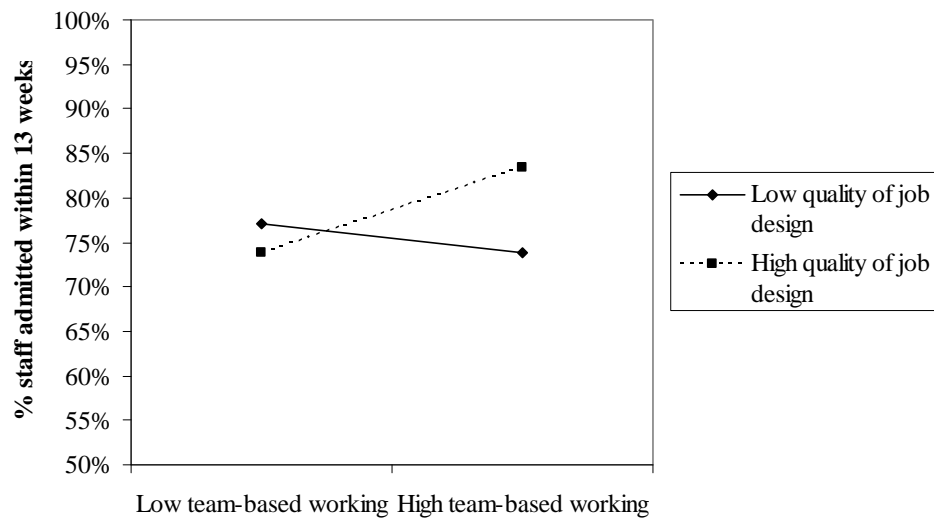 100%
95%
90%
85%
80%
75%
70%
65%
60%
55%
50%
% staff admitted within 13 weeks
Low team-based working High team-based working
Low quality of job
design
High quality of job
design